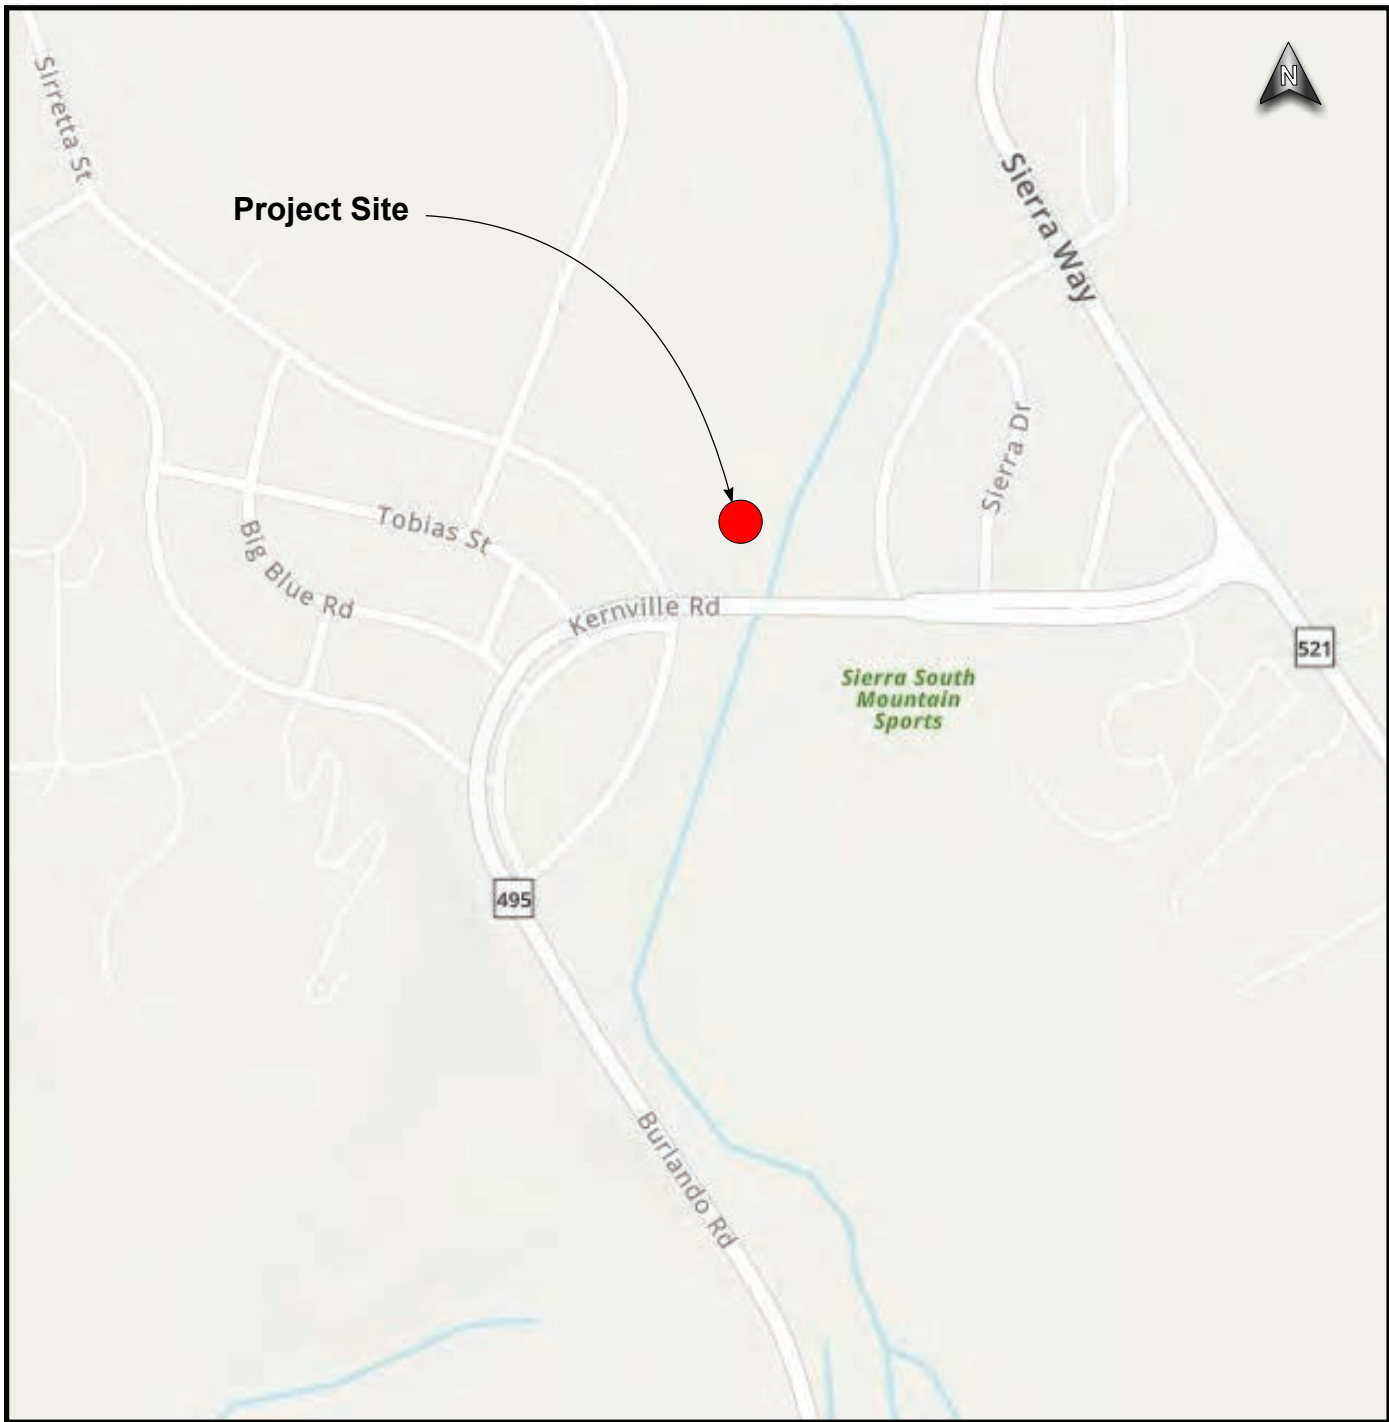 N
Sirretta St
Sierra Way
Project Site
Sierra Dr
Tobias St
Big Blue Rd
Kernville Rd
521
Sierra South
Mountain
Sports
495
Burlando Rd